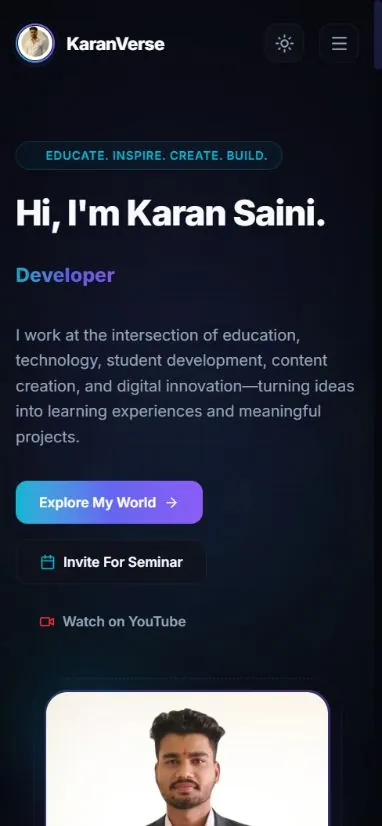 KaranVerse
EDUCATE. INSPIRE. CREATE. BUILD.
Hi, I'm Karan Saini.
Developer
I work at the intersection of education,
technology, student development, content
creation, and digital innovation—turning ideas
into learning experiences and meaningful
projects.
Explore My World →
Invite For Seminar
Watch on YouTube